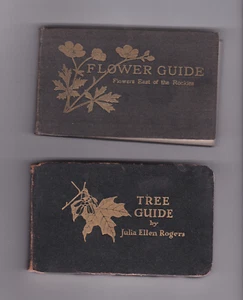 FLOWER GUIDE
Flowers East of the Rockies
TREE
GUIDE
by
Julia Ellen Rogers